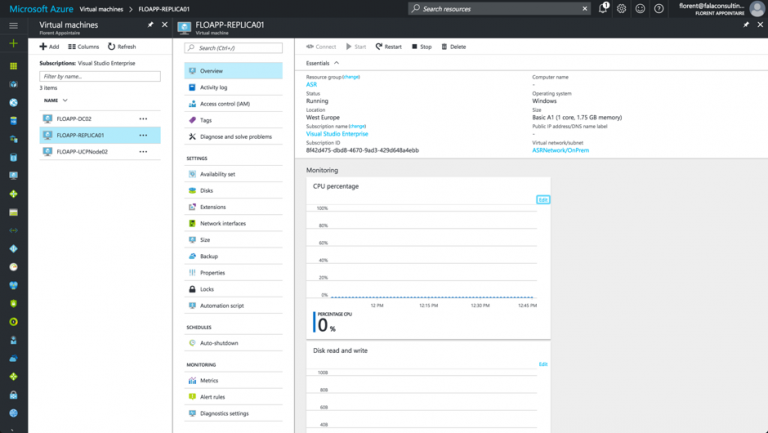 Microsoft Azure
Virtual machines > FLOAPP-REPLICA01
Search resources
1
florent@falaconsultin...
FLORENT APPOINTAIRE
Virtual machines
Florent Appointaire
Add Columns Refresh
Subscriptions: Visual Studio Enterprise
Filter by name...
3 items
NAME
FLOAPP-DC02
FLOAPP-REPLICA01
FLOAPP-UCPNode02
FLOAPP-REPLICA01
Virtual machine
Search (Ctrl+/)
Overview
Activity log
Access control (IAM)
Tags
Diagnose and solve problems
SETTINGS
Availability set
Disks
Extensions
Network interfaces
Size
Backup
Properties
Locks
Automation script
SCHEDULES
Auto-shutdown
MONITORING
Metrics
Alert rules
Diagnostics settings
Connect Start Restart Stop Delete
Essentials
Resource group (change)
ASR
Status
Running
Location
West Europe
Subscription name (change)
Visual Studio Enterprise
Subscription ID
8f42d475-dbd8-4670-9ad3-429d648a4ebb
Computer name
-
Operating system
Windows
Size
Basic A1 (1 core, 1.75 GB memory)
Public IP address/DNS name label
-
Virtual network/subnet
ASRNetwork/OnPrem
Monitoring
CPU percentage
Edit
100%
80%
60%
40%
20%
0%
12 PM 12:15 PM 12:30 PM 12:45 PM
PERCENTAGE CPU
0 %
Disk read and write
Edit
100B
80B
60B
40B